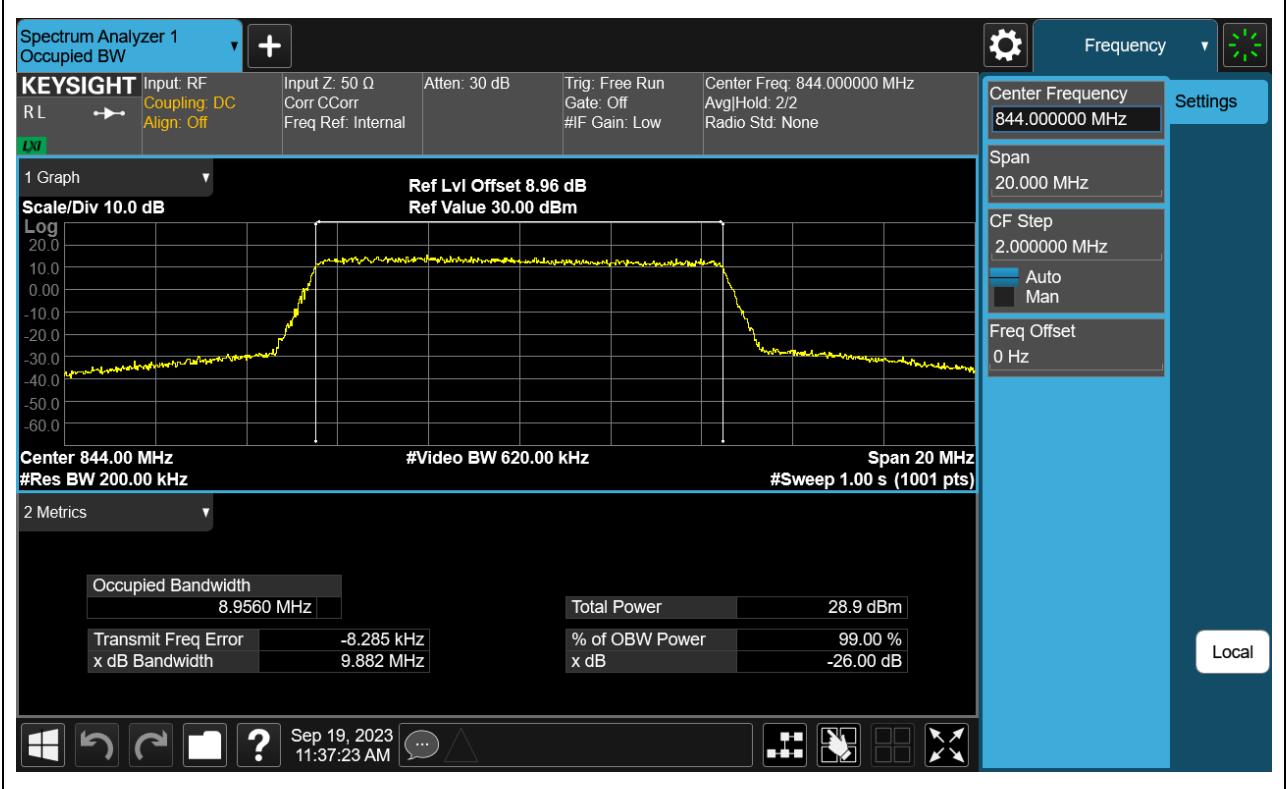 Spectrum Analyzer 1
Occupied BW
Frequency
KEYSIGHT
R L
LXI
Input: RF
Coupling: DC
Align: Off
Input Z: 50 Ω
Corr CCorr
Freq Ref: Internal
Atten: 30 dB
Trig: Free Run
Gate: Off
#IF Gain: Low
Center Freq: 844.000000 MHz
Avg|Hold: 2/2
Radio Std: None
Center Frequency
844.000000 MHz
Settings
Span
20.000 MHz
CF Step
2.000000 MHz
Auto
Man
Freq Offset
0 Hz
1 Graph
Scale/Div 10.0 dB
Ref Lvl Offset 8.96 dB
Ref Value 30.00 dBm
Log
20.0
10.0
0.00
-10.0
-20.0
-30.0
-40.0
-50.0
-60.0
Center 844.00 MHz
#Video BW 620.00 kHz
Span 20 MHz
#Res BW 200.00 kHz
#Sweep 1.00 s (1001 pts)
2 Metrics
Occupied Bandwidth
8.9560 MHz
Total Power 28.9 dBm
Transmit Freq Error -8.285 kHz
% of OBW Power 99.00 %
x dB Bandwidth 9.882 MHz
x dB -26.00 dB
Local
?
Sep 19, 2023
11:37:23 AM